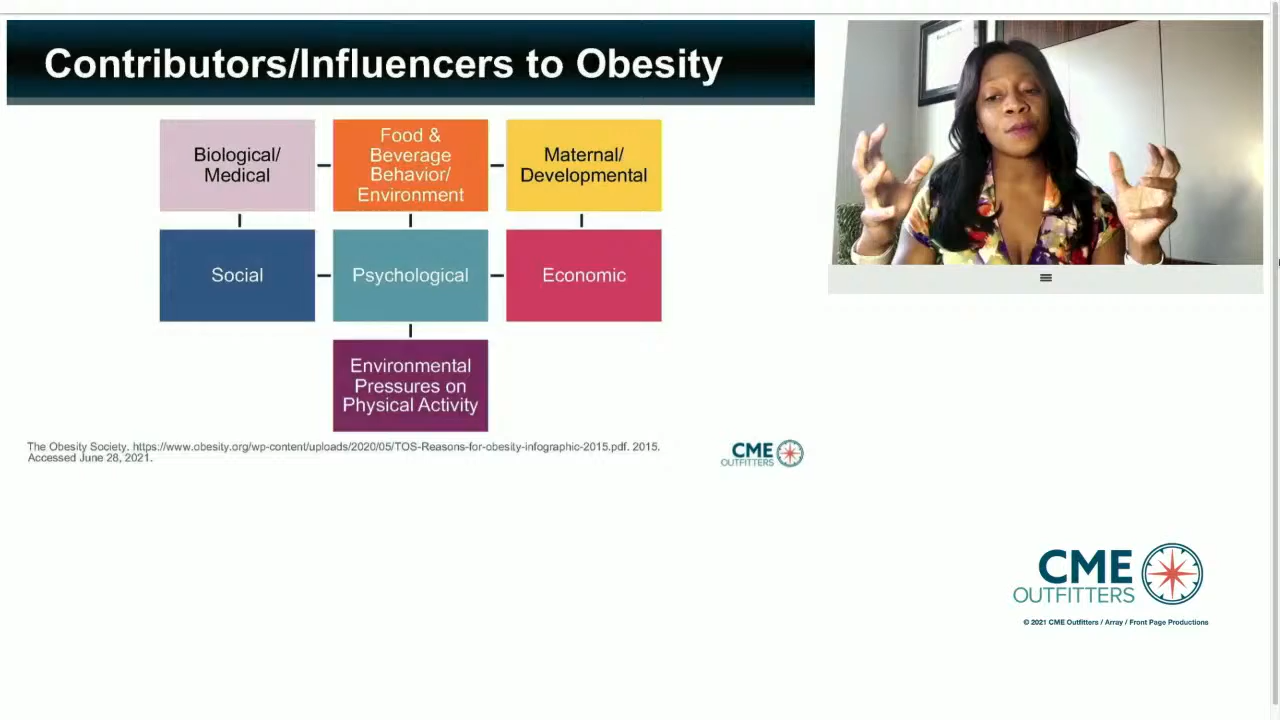 Contributors/Influencers to Obesity
Biological/
Medical
Food &
Beverage
Behavior/
Environment
Maternal/
Developmental
Social
Psychological
Economic
Environmental
Pressures on
Physical Activity
The Obesity Society. https://www.obesity.org/wp-content/uploads/2020/05/TOS-Reasons-for-obesity-infographic-2015.pdf. 2015.
Accessed June 28, 2021.
CME
OUTFITTERS
CME
OUTFITTERS
© 2021 CME Outfitters / Array / Front Page Productions